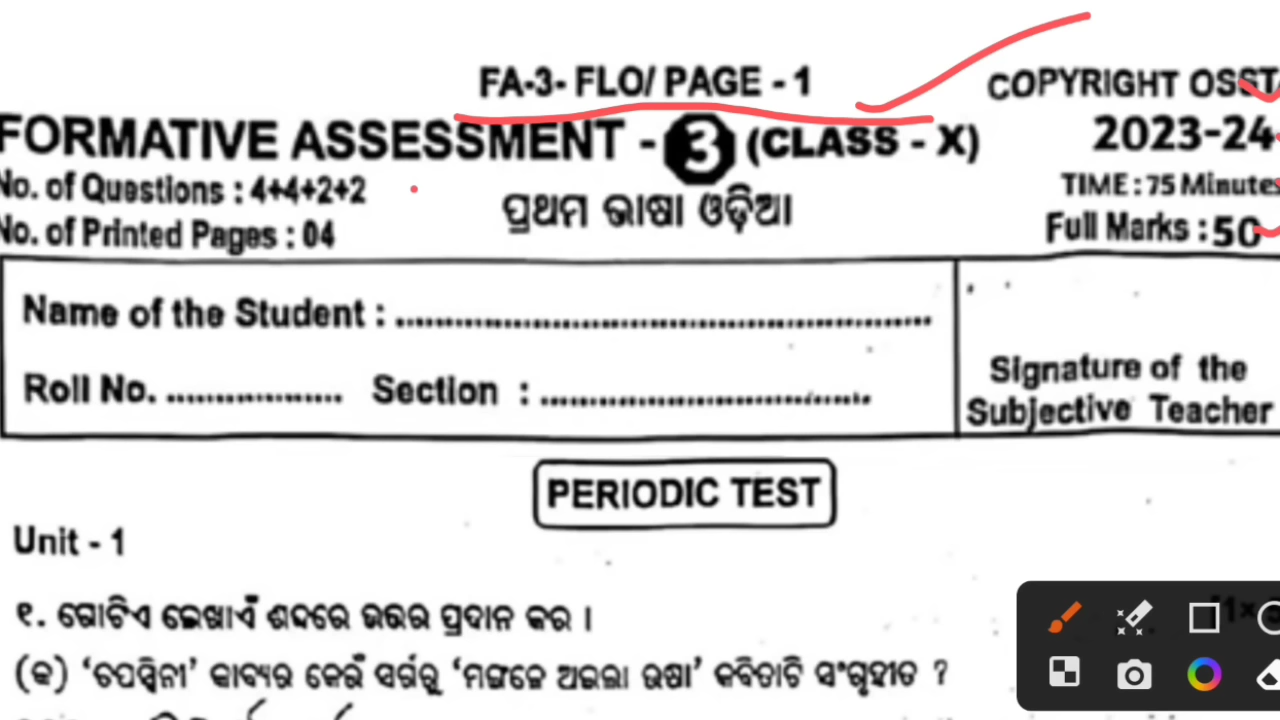 FA-3- FLO/ PAGE - 1
COPYRIGHT OSST
FORMATIVE ASSESSMENT - 3 (CLASS - X)
2023-24
No. of Questions : 4+4+2+2
TIME : 75 Minutes
ପ୍ରଥମ ଭାଷା ଓଡ଼ିଆ
No. of Printed Pages : 04
Full Marks : 50
Name of the Student : ..............................
Roll No. .................. Section : ..............................
Signature of the
Subjective Teacher
PERIODIC TEST
Unit - 1
୧. ଗୋଟିଏ ଲେଖାଏଁ ଶବ୍ଦରେ ଉତ୍ତର ପ୍ରଦାନ କର ।
(କ) ‘ତପସ୍ୱିନୀ’ କାବ୍ୟର କେଉଁ ସର୍ଗରୁ ‘ମଙ୍ଗଳେ ଅଇଲା ଉଷା’ କବିତାଟି ସଂଗୃହୀତ ?